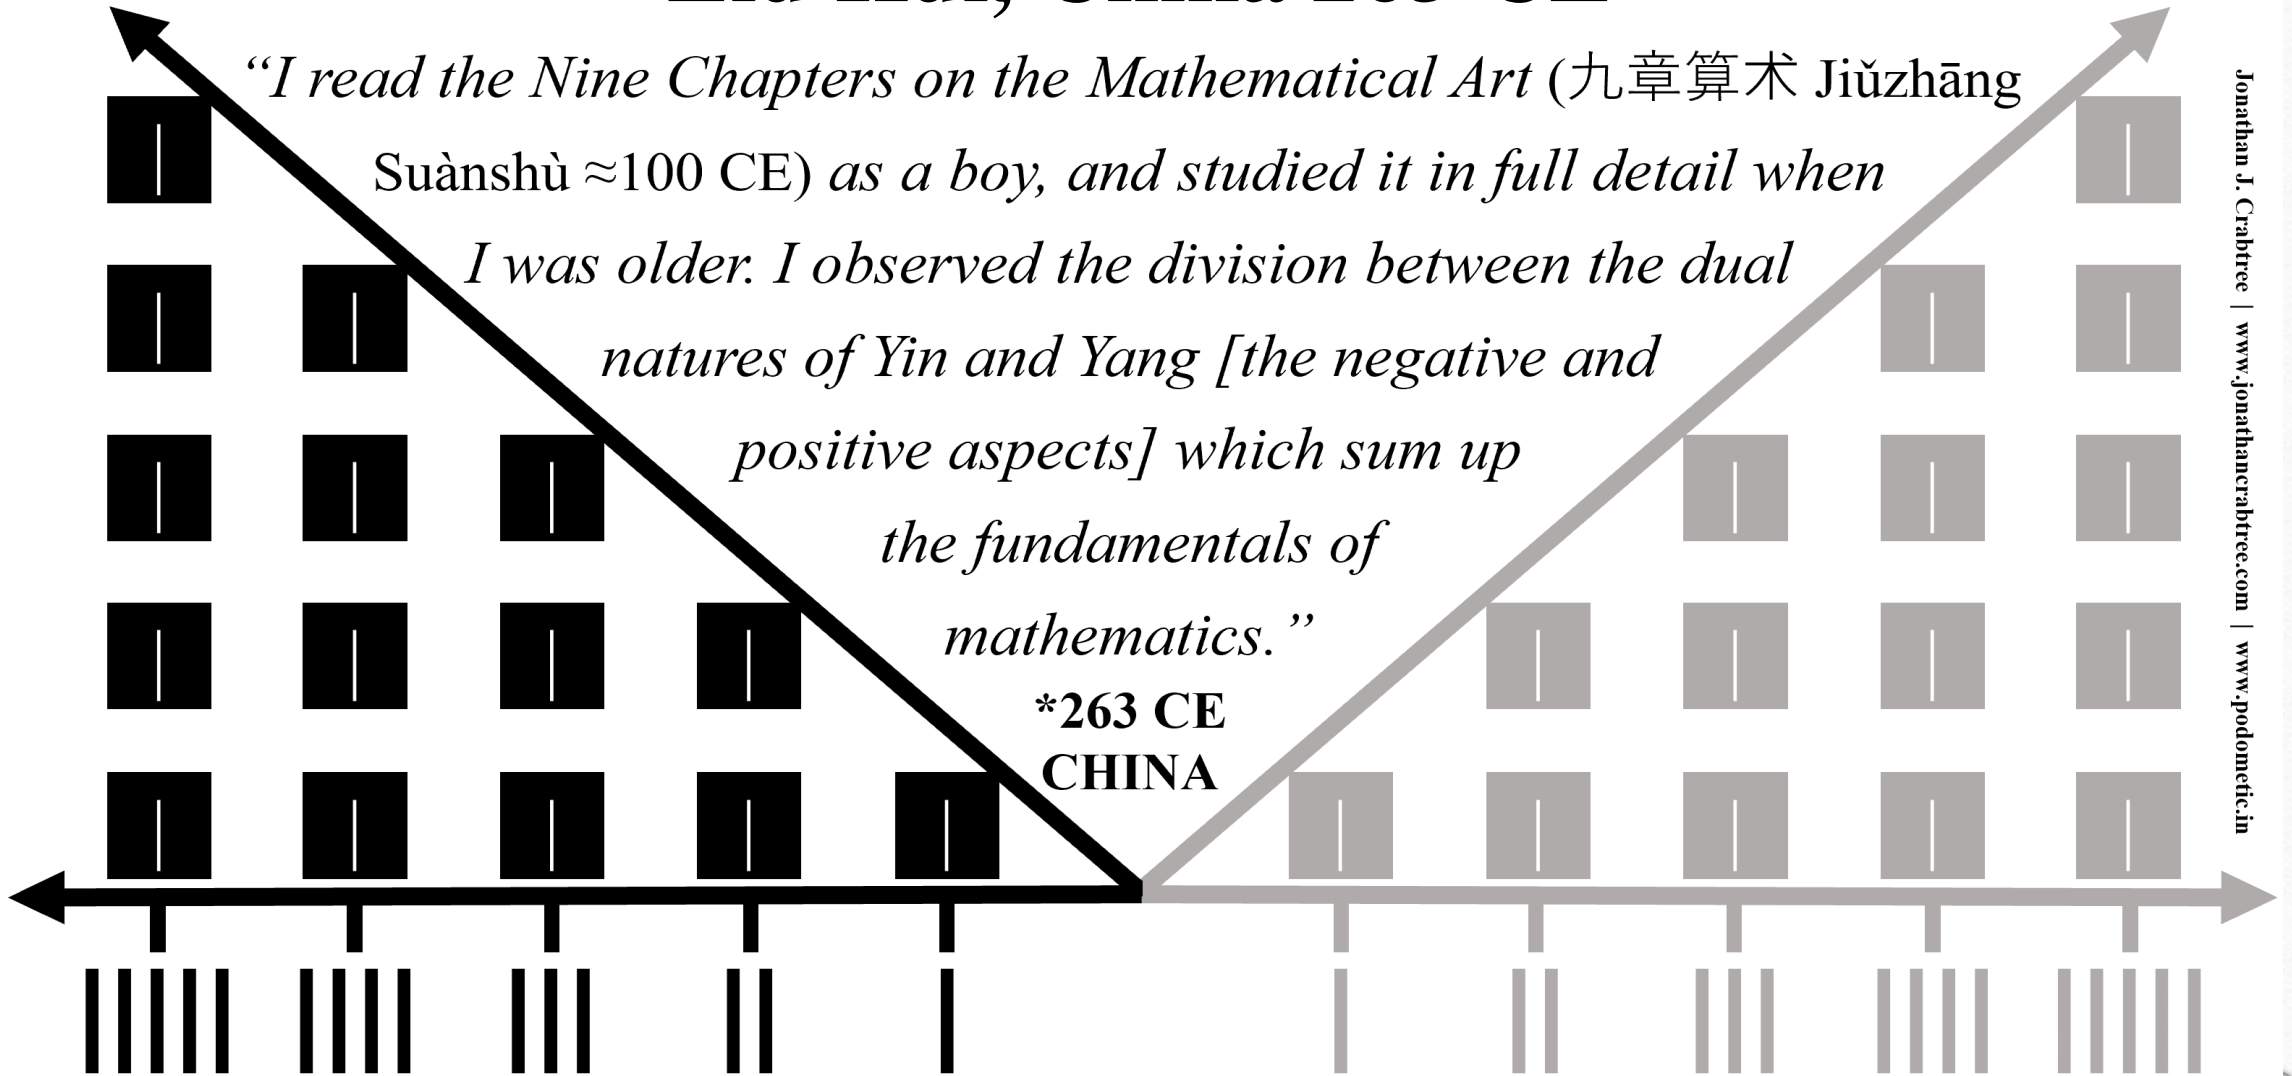 “I read the Nine Chapters on the Mathematical Art (九章算术 Jiǔzhāng
Suànshù ≈100 CE) as a boy, and studied it in full detail when
I was older. I observed the division between the dual
natures of Yin and Yang [the negative and
positive aspects] which sum up
the fundamentals of
mathematics.”
*263 CE
CHINA
Jonathan J. Crabtree | www.jonathancrabtree.com | www.podometic.in